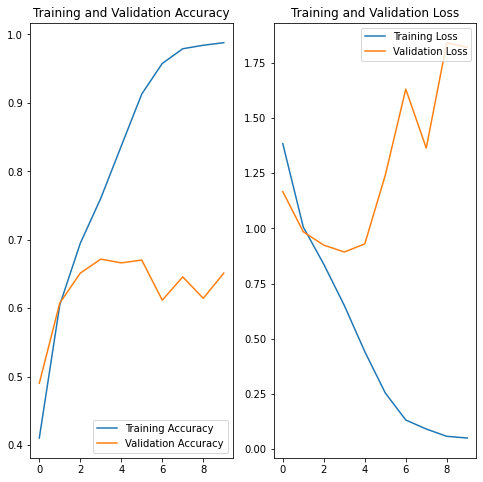 Training and Validation Accuracy
1.0
0.9
0.8
0.7
0.6
0.5
0.4
0 2 4 6 8
Training Accuracy
Validation Accuracy
Training and Validation Loss
1.75
1.50
1.25
1.00
0.75
0.50
0.25
0.00
0 2 4 6 8
Training Loss
Validation Loss